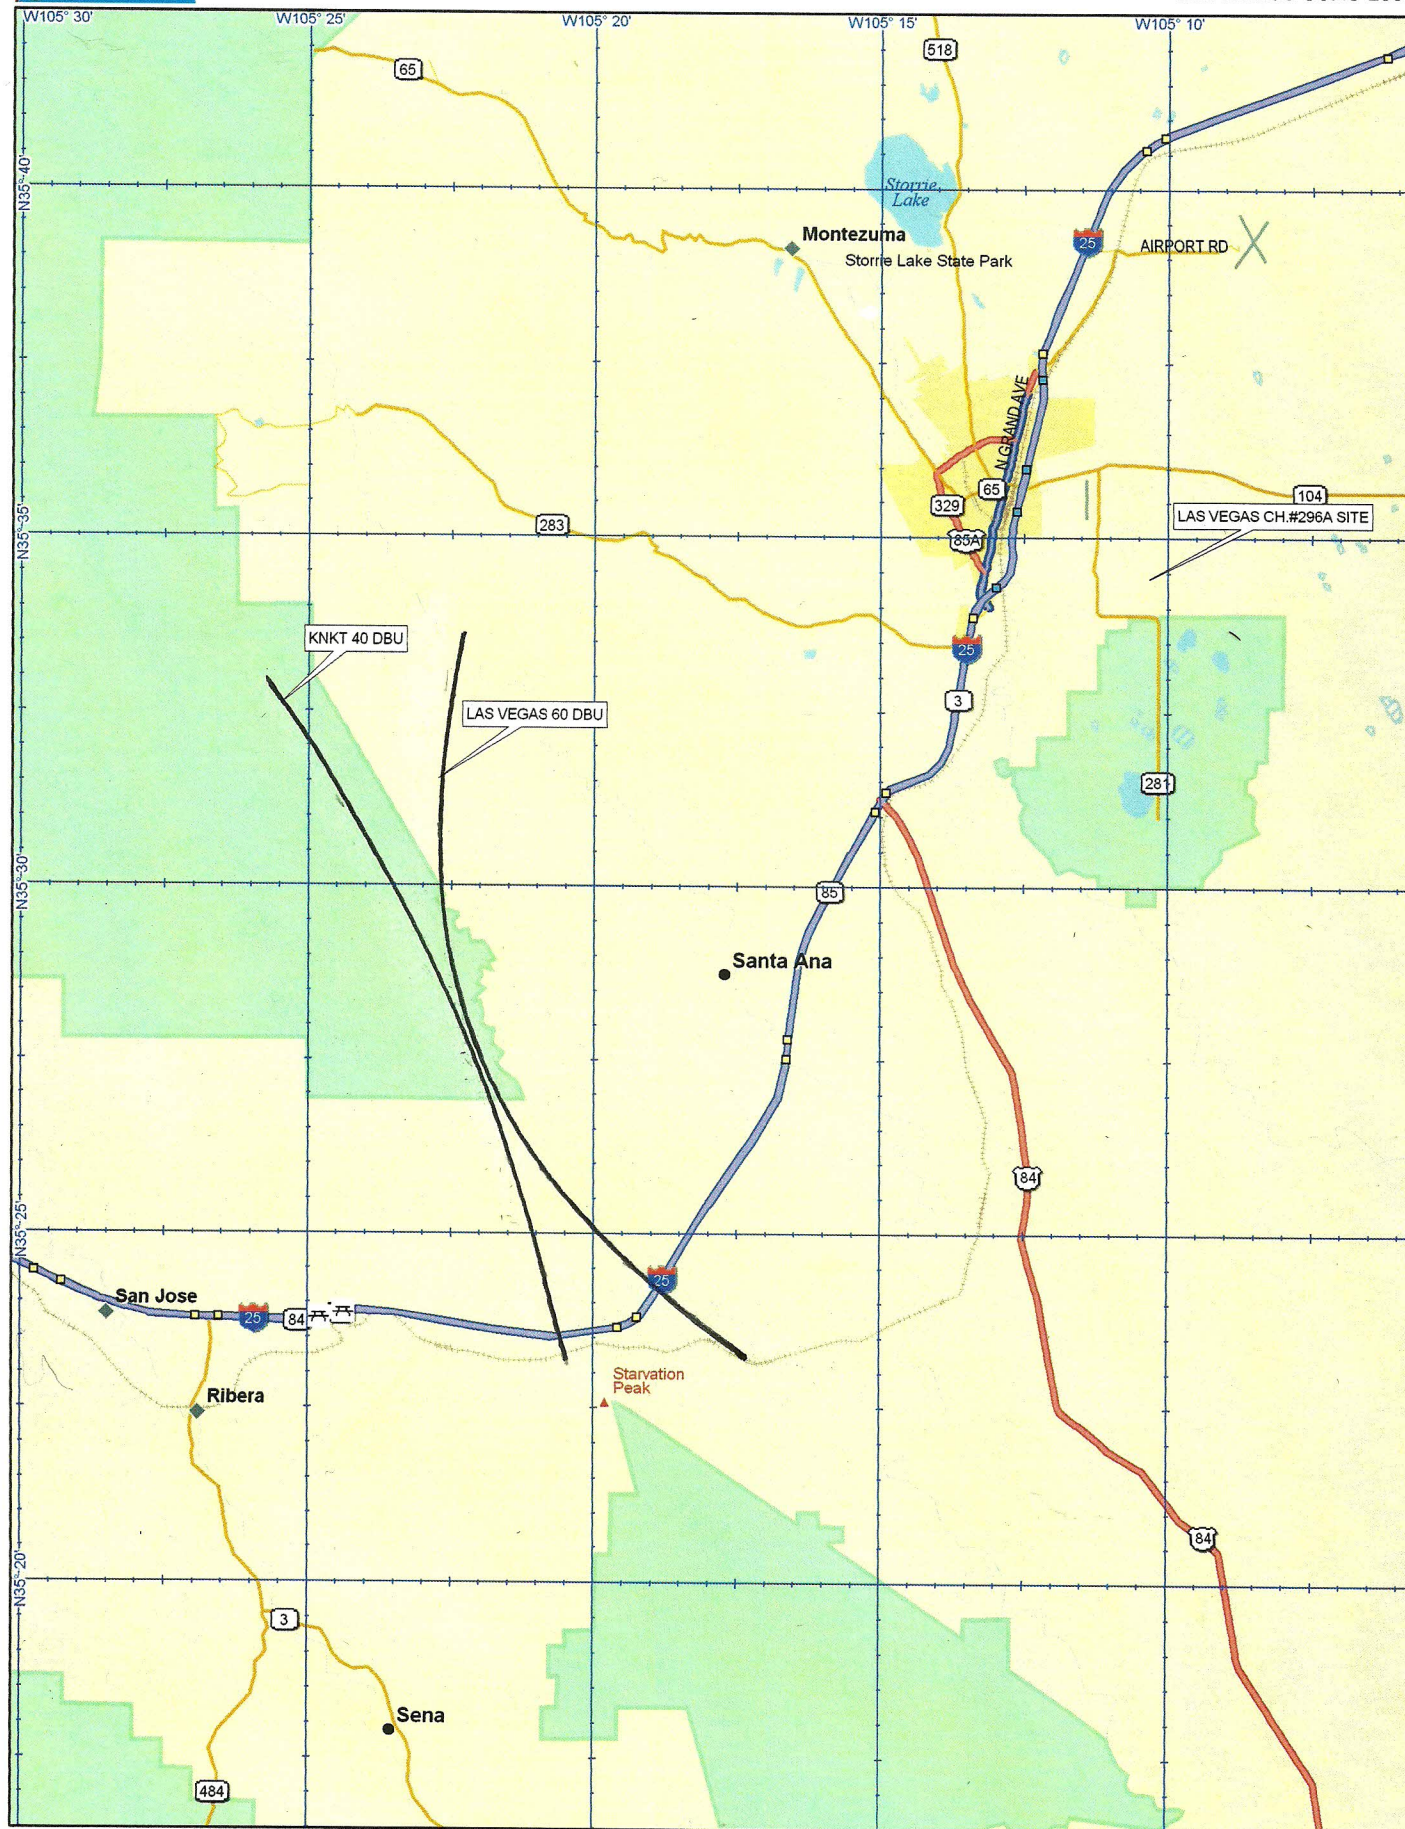 W105° 30'
W105° 25'
W105° 20'
W105° 15'
W105° 10'
65
518
N35° 40'
Storrie
Lake
Montezuma
Storrie Lake State Park
25
AIRPORT RD
N GRAND AVE
65
329
85A
104
LAS VEGAS CH.#296A SITE
283
N35° 35'
KNKT 40 DBU
25
3
LAS VEGAS 60 DBU
281
N35° 30'
85
Santa Ana
84
N35° 25'
25
San Jose
25
84
Starvation
Peak
Ribera
84
N35° 20'
3
Sena
484